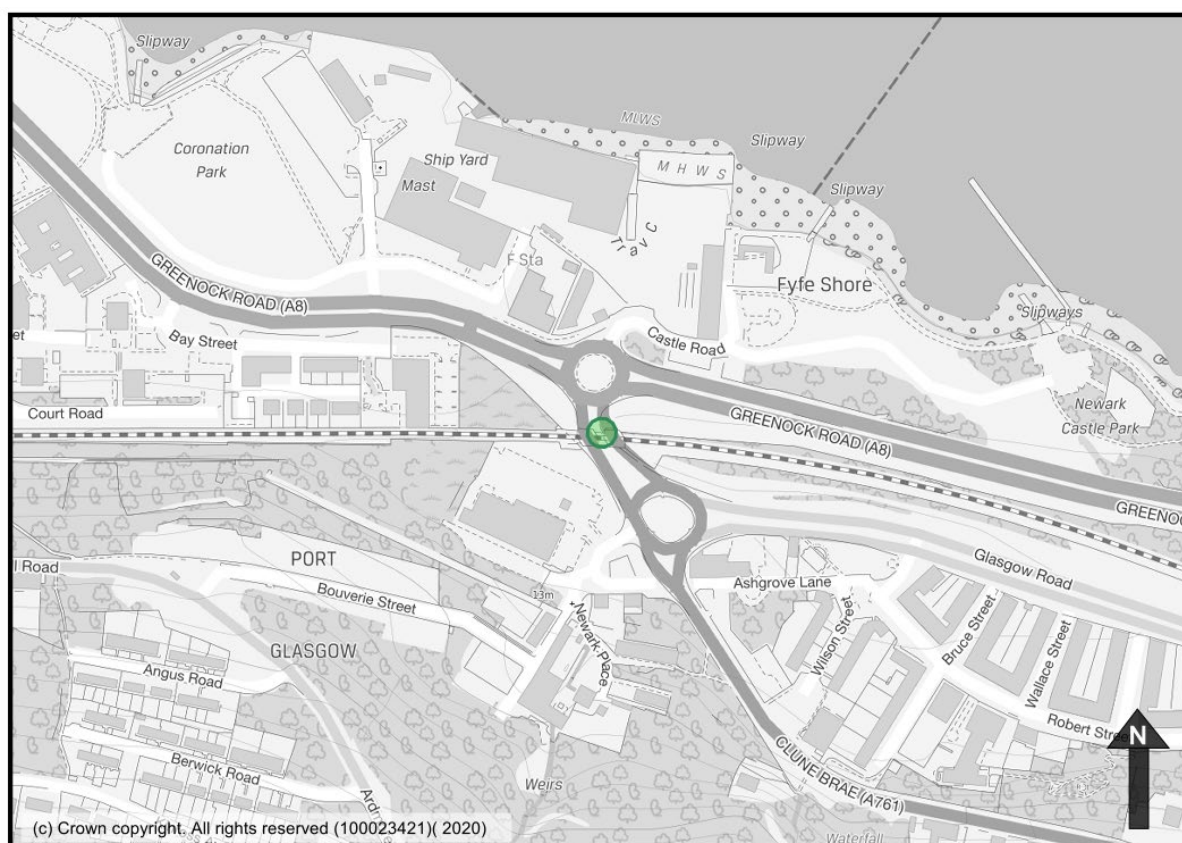 Slipway
Coronation
Park
Ship Yard
Mast
MLWS
M H W S
Slipway
Slipway
Trav C
F Sta
Fyfe Shore
Slipways
GREENOCK ROAD (A8)
Bay Street
Castle Road
Court Road
GREENOCK ROAD (A8)
Newark
Castle Park
GREENOCK
PORT
GLASGOW
Bouverie Street
13m
Newark Place
Ashgrove Lane
Glasgow Road
Wilson Street
Bruce Street
Wallace Street
Robert Street
l Road
Angus Road
Berwick Road
Weirs
CLUNE BRAE (A761)
Waterfall
N
(c) Crown copyright. All rights reserved (100023421)( 2020)